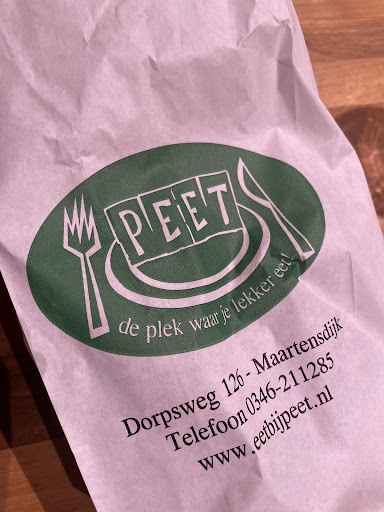 PEET
de plek waar je lekker eet!
Dorpsweg 126 - Maartensdijk
Telefoon 0346-211285
www.eetbijpeet.nl